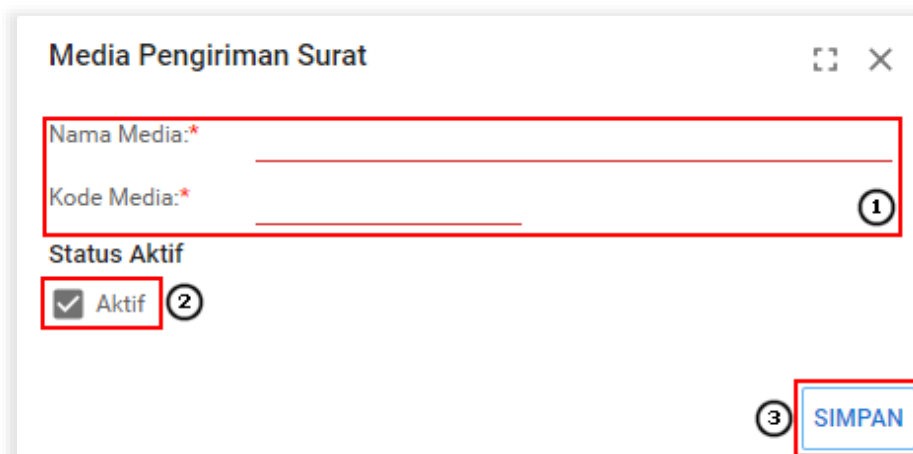 Media Pengiriman Surat
Nama Media:*
Kode Media:*
1
Status Aktif
Aktif 2
3 SIMPAN